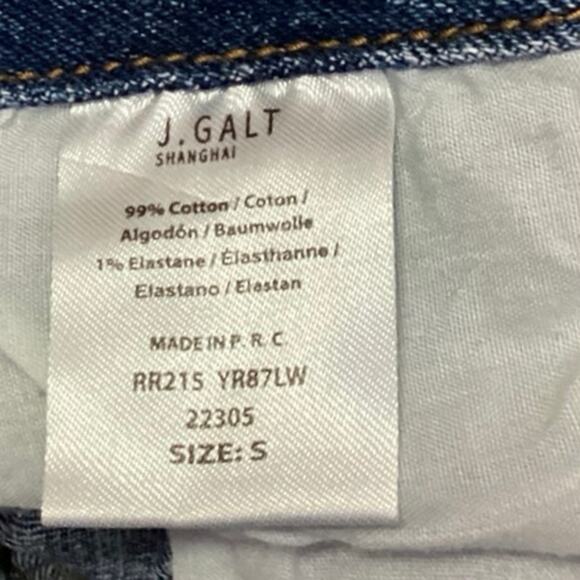 J.GALT
SHANGHAI
99% Cotton / Coton /
Algodón / Baumwolle
1% Elastane / Élasthanne /
Elastano / Elastan
MADE IN P. R. C.
RR215 YR87LW
22305
SIZE: S